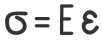 σ = E ε